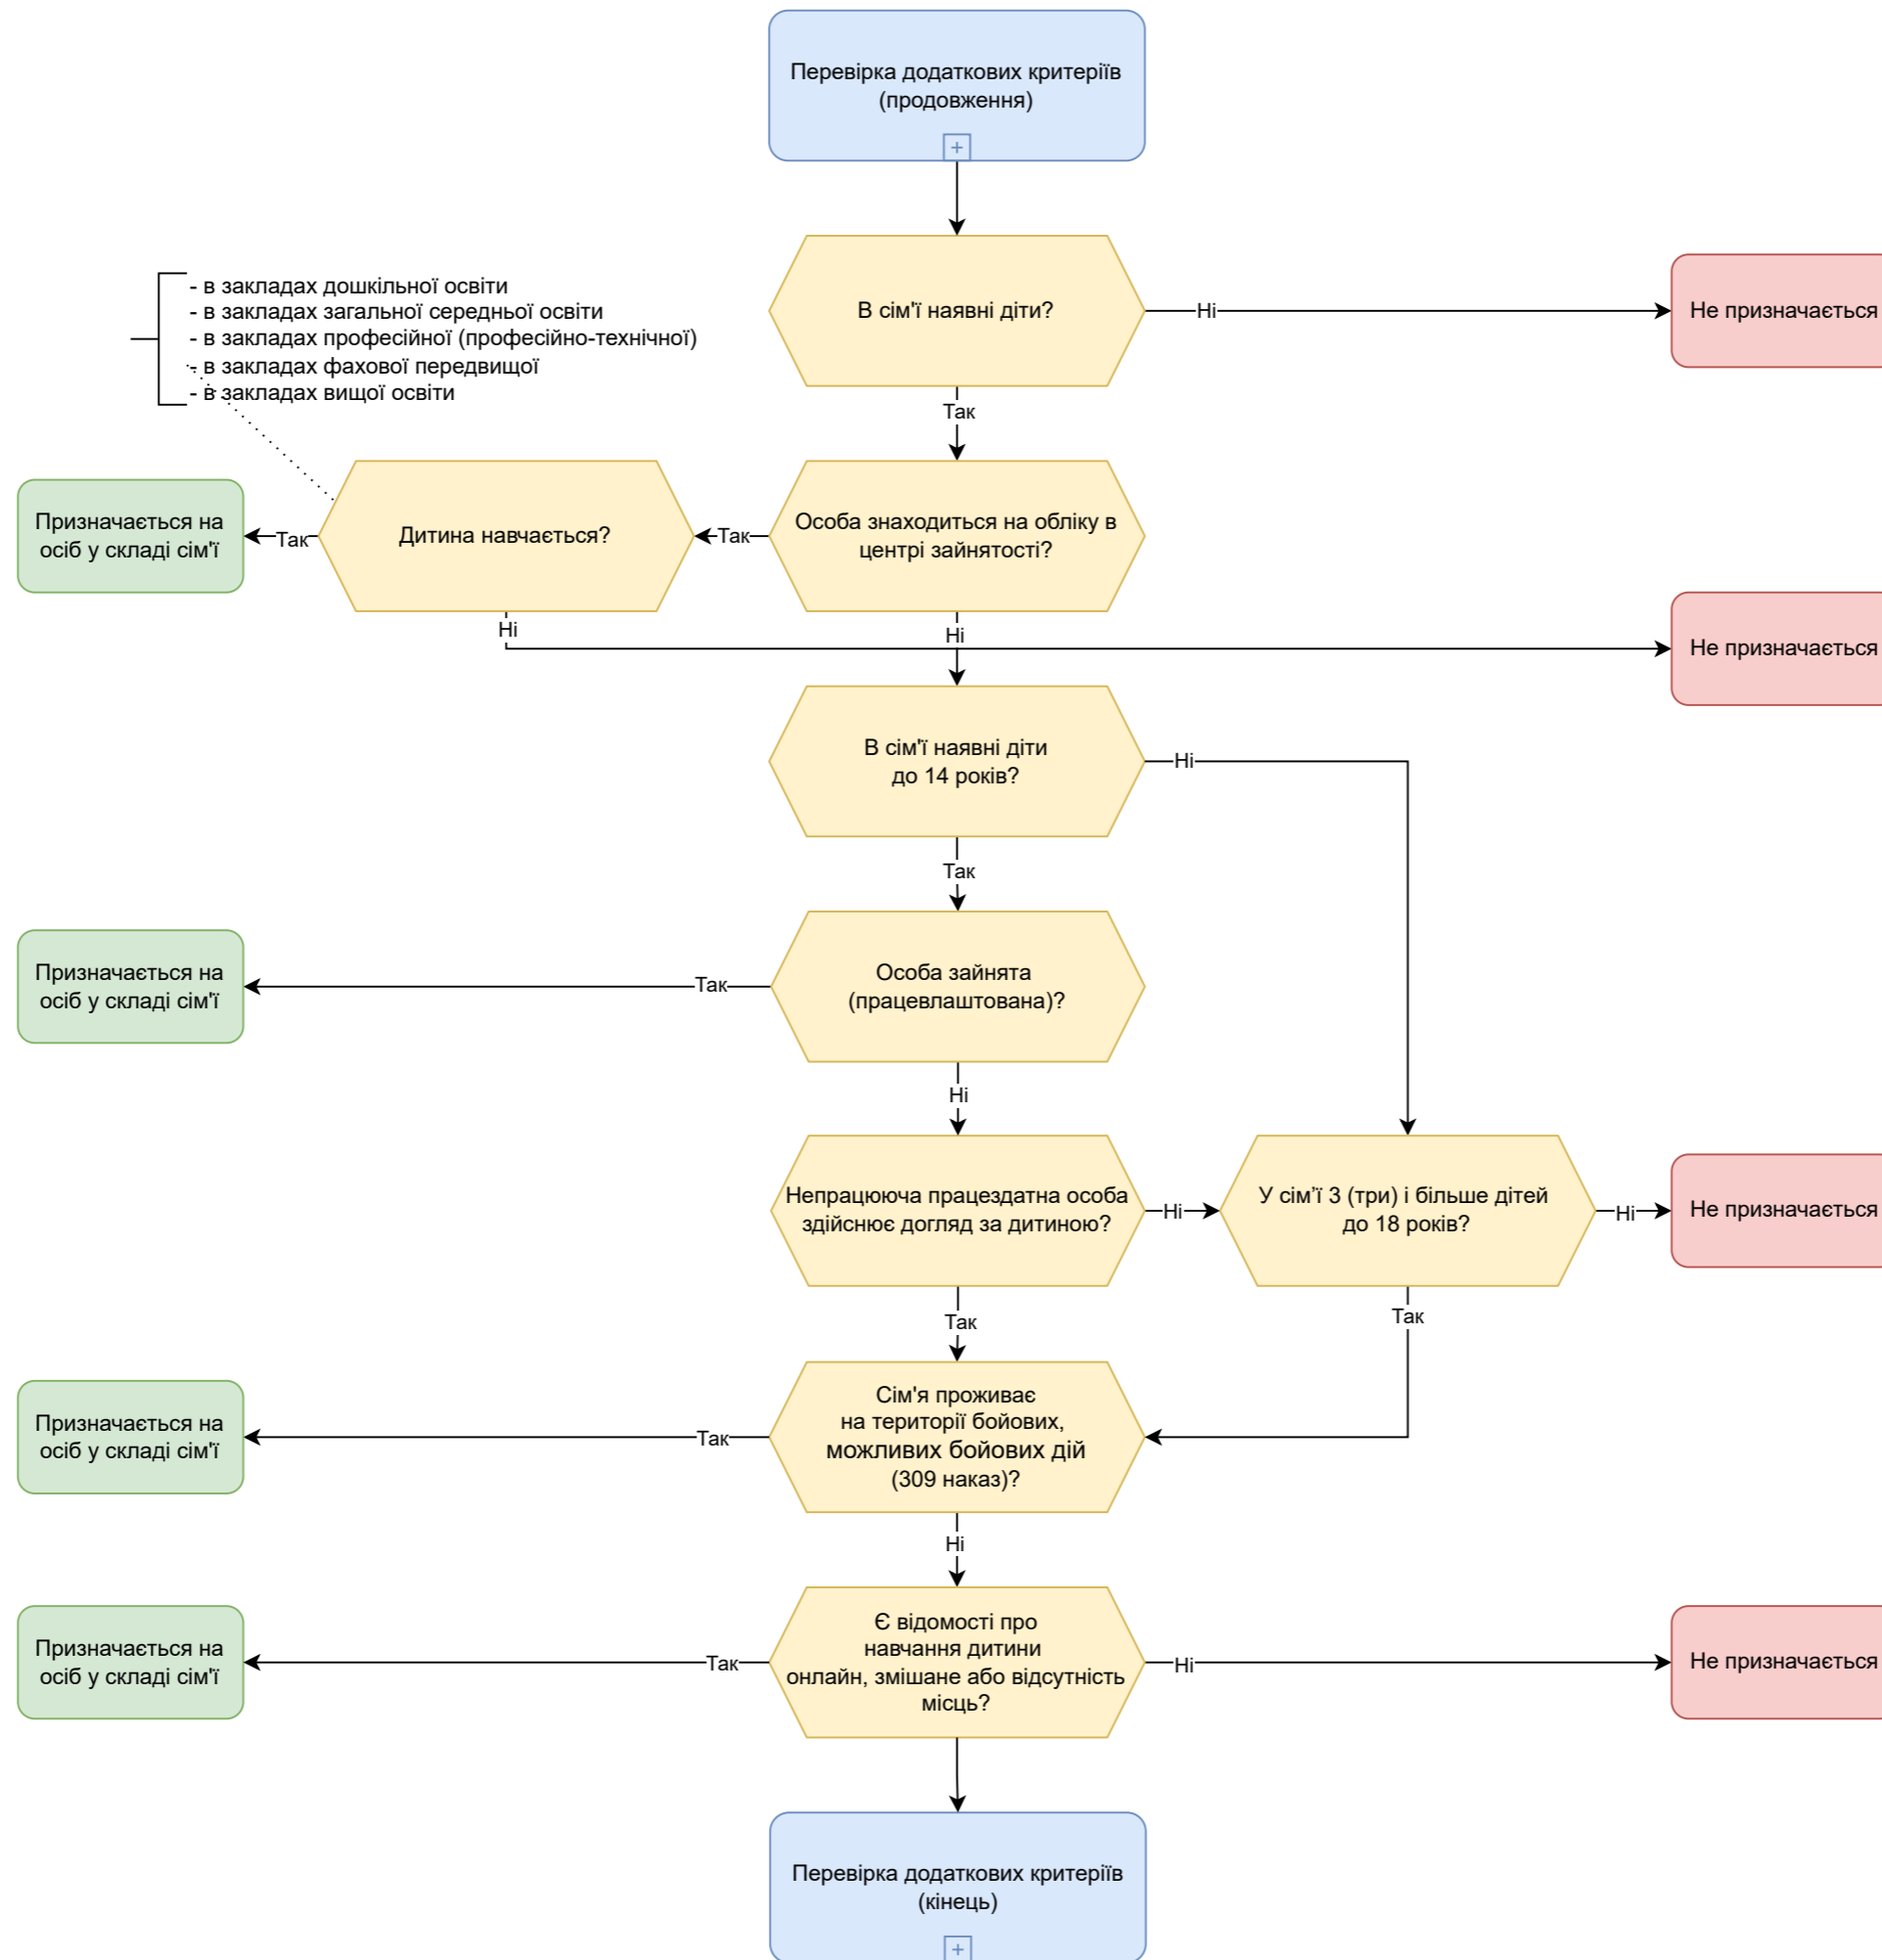 Перевірка додаткових критеріїв
(продовження)
В сім'ї наявні діти?
Ні
Не призначається
- в закладах дошкільної освіти
- в закладах загальної середньої освіти
- в закладах професійної (професійно-технічної)
- в закладах фахової передвищої
- в закладах вищої освіти
Так
Призначається на
осіб у складі сім'ї
Так
Дитина навчається?
Так
Особа знаходиться на обліку в
центрі зайнятості?
Ні
Ні
Не призначається
В сім'ї наявні діти
до 14 років?
Ні
Так
Призначається на
осіб у складі сім'ї
Так
Особа зайнята
(працевлаштована)?
Ні
Непрацююча працездатна особа
здійснює догляд за дитиною?
Ні
У сім'ї 3 (три) і більше дітей
до 18 років?
Ні
Не призначається
Так
Так
Призначається на
осіб у складі сім'ї
Так
Сім'я проживає
на території бойових,
можливих бойових дій
(309 наказ)?
Ні
Призначається на
осіб у складі сім'ї
Так
Є відомості про
навчання дитини
онлайн, змішане або відсутність
місць?
Ні
Не призначається
Перевірка додаткових критеріїв
(кінець)